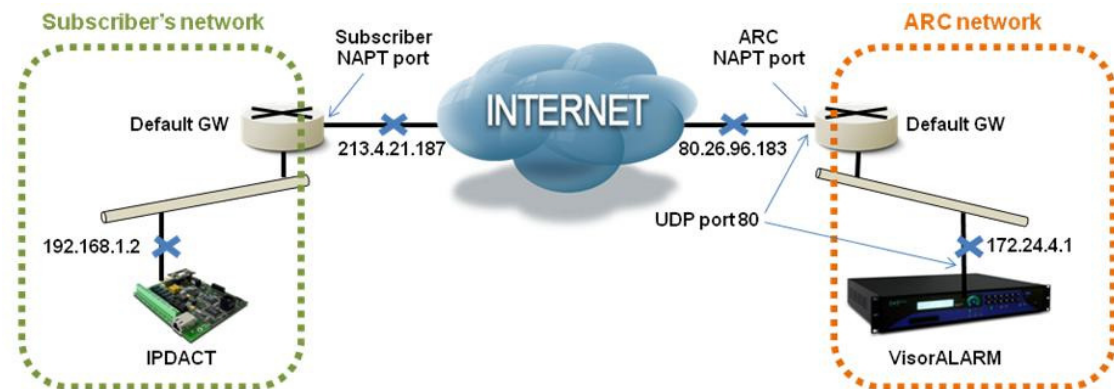 Subscriber's network
ARC network
Subscriber
NAPT port
ARC
NAPT port
INTERNET
Default GW
Default GW
213.4.21.187
80.26.96.183
UDP port 80
192.168.1.2
172.24.4.1
IPDACT
VisorALARM